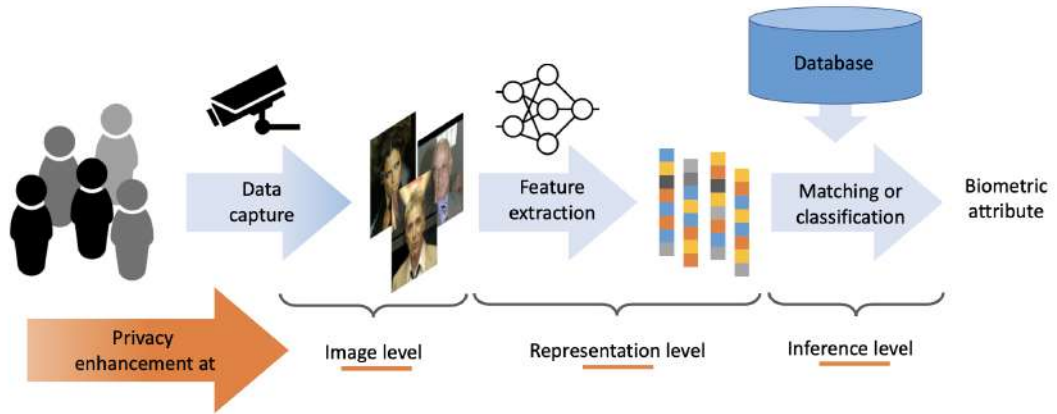 Database
Data
capture
Feature
extraction
Matching or
classification
Biometric
attribute
Privacy
enhancement at
Image level
Representation level
Inference level